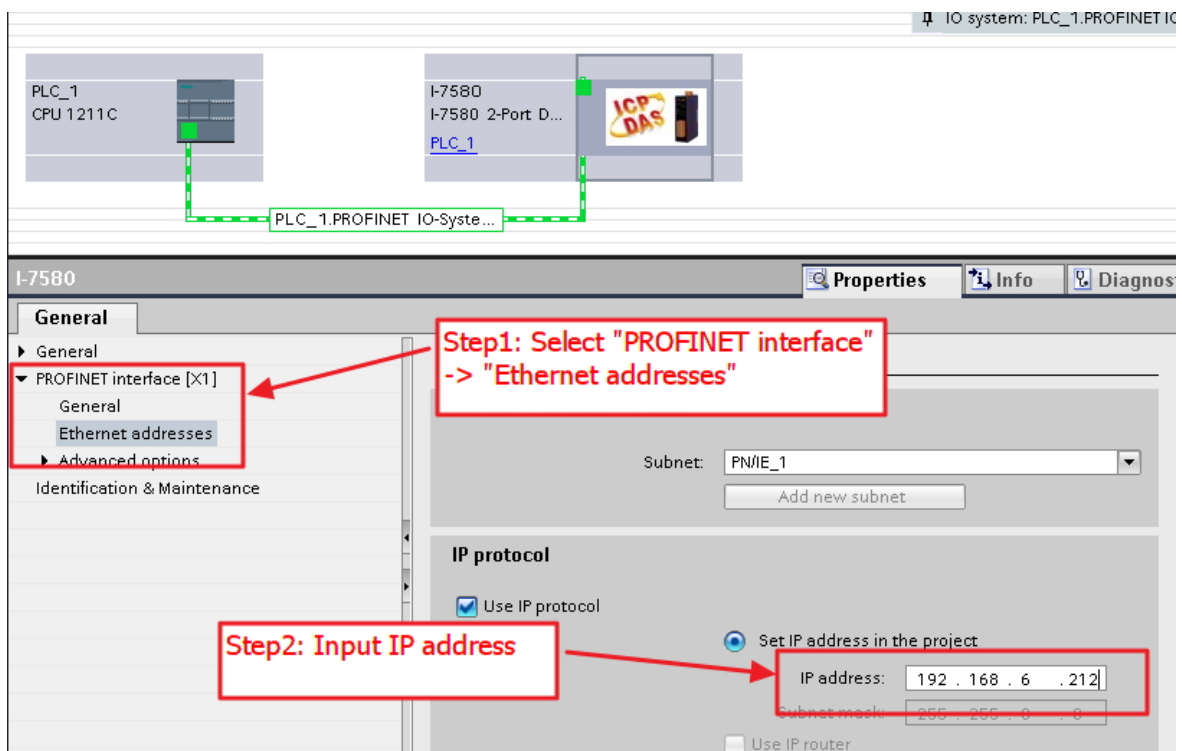 IO system: PLC_1.PROFINET IO
PLC_1
CPU 1211C
I-7580
I-7580 2-Port D...
PLC_1
ICP
DAS
PLC_1.PROFINET IO-Syste...
I-7580
Properties
Info
Diagnos
General
Step1: Select "PROFINET interface"
-> "Ethernet addresses"
General
PROFINET interface [X1]
General
Ethernet addresses
Advanced options
Identification & Maintenance
Subnet:
PN/IE_1
Add new subnet
IP protocol
Use IP protocol
Step2: Input IP address
Set IP address in the project
IP address:
192 . 168 . 6 . 212
Subnet mask:
255 . 255 . 0 . 0
Use IP router